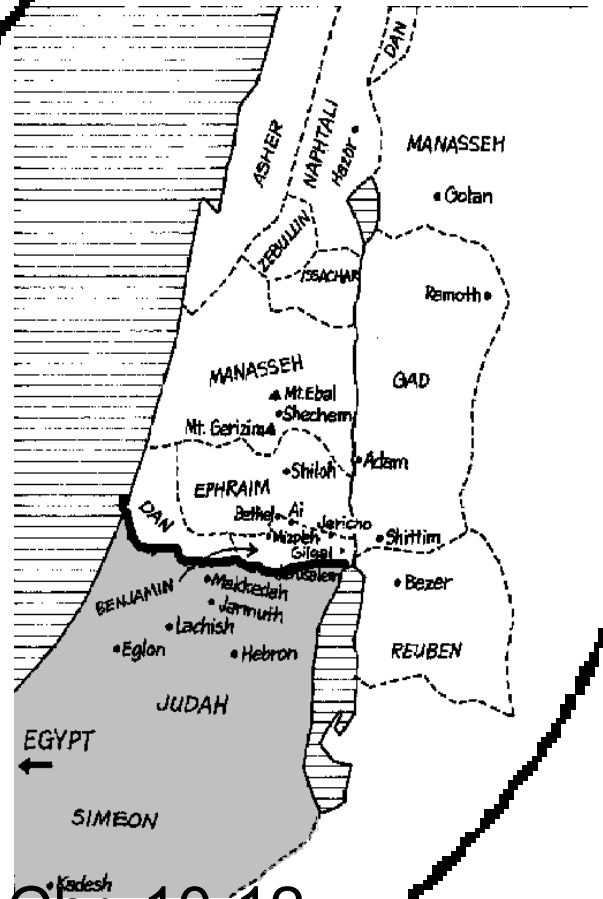 DAN
NAPHTALI
ASHER
Hazor
MANASSEH
Golan
ZEBULUN
ISSACHAR
Ramoth
MANASSEH
GAD
Mt. Ebal
Shechem
Mt. Gerizim
Shiloh
Adam
EPHRAIM
DAN
Bethel
Ai
Jericho
Mizpeh
Shittim
Gilgal
Jerusalem
BENJAMIN
Makkedah
Bezer
Jarmuth
Lachish
Eglon
Hebron
REUBEN
JUDAH
EGYPT
SIMEON
Kadesh